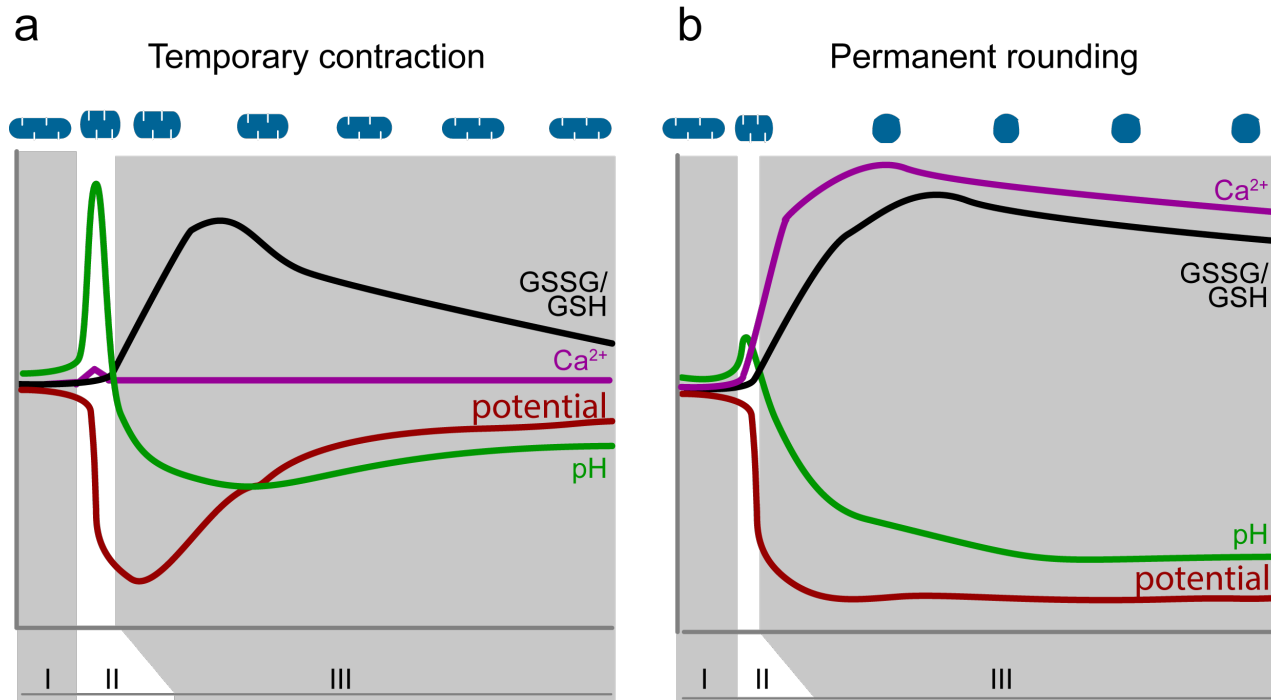 a
Temporary contraction
GSSG/
GSH
Ca²⁺
potential
pH
I II III
b
Permanent rounding
Ca²⁺
GSSG/
GSH
pH
potential
I II III